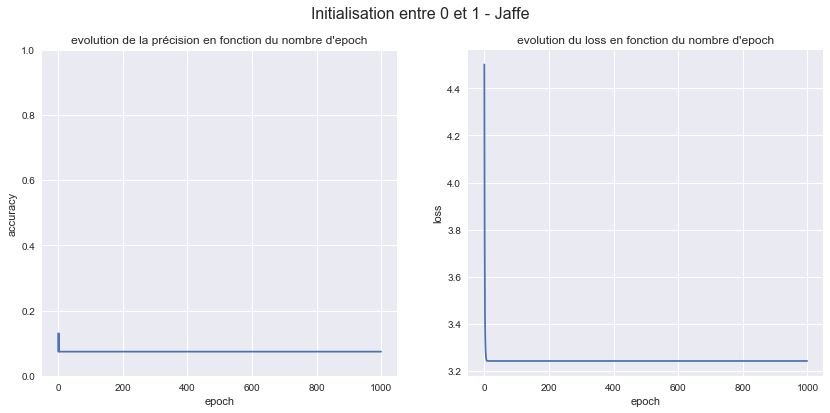 Initialisation entre 0 et 1 - Jaffe
evolution de la précision en fonction du nombre d'epoch
1.0
0.8
0.6
0.4
0.2
0.0
accuracy
0 200 400 600 800 1000
epoch
evolution du loss en fonction du nombre d'epoch
4.4
4.2
4.0
3.8
3.6
3.4
3.2
loss
0 200 400 600 800 1000
epoch